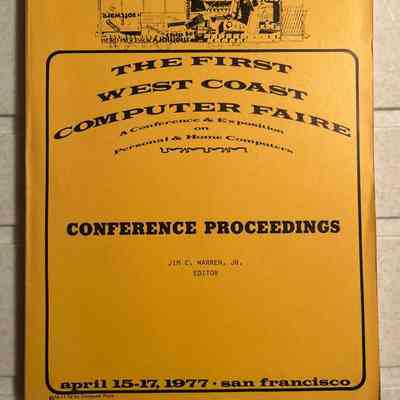 software
THE FIRST
WEST COAST
COMPUTER FAIRE
A Conference & Exposition
on
Personal & Home Computers
CONFERENCE PROCEEDINGS
JIM C. WARREN, JR.
EDITOR
april 15-17, 1977 · san francisco